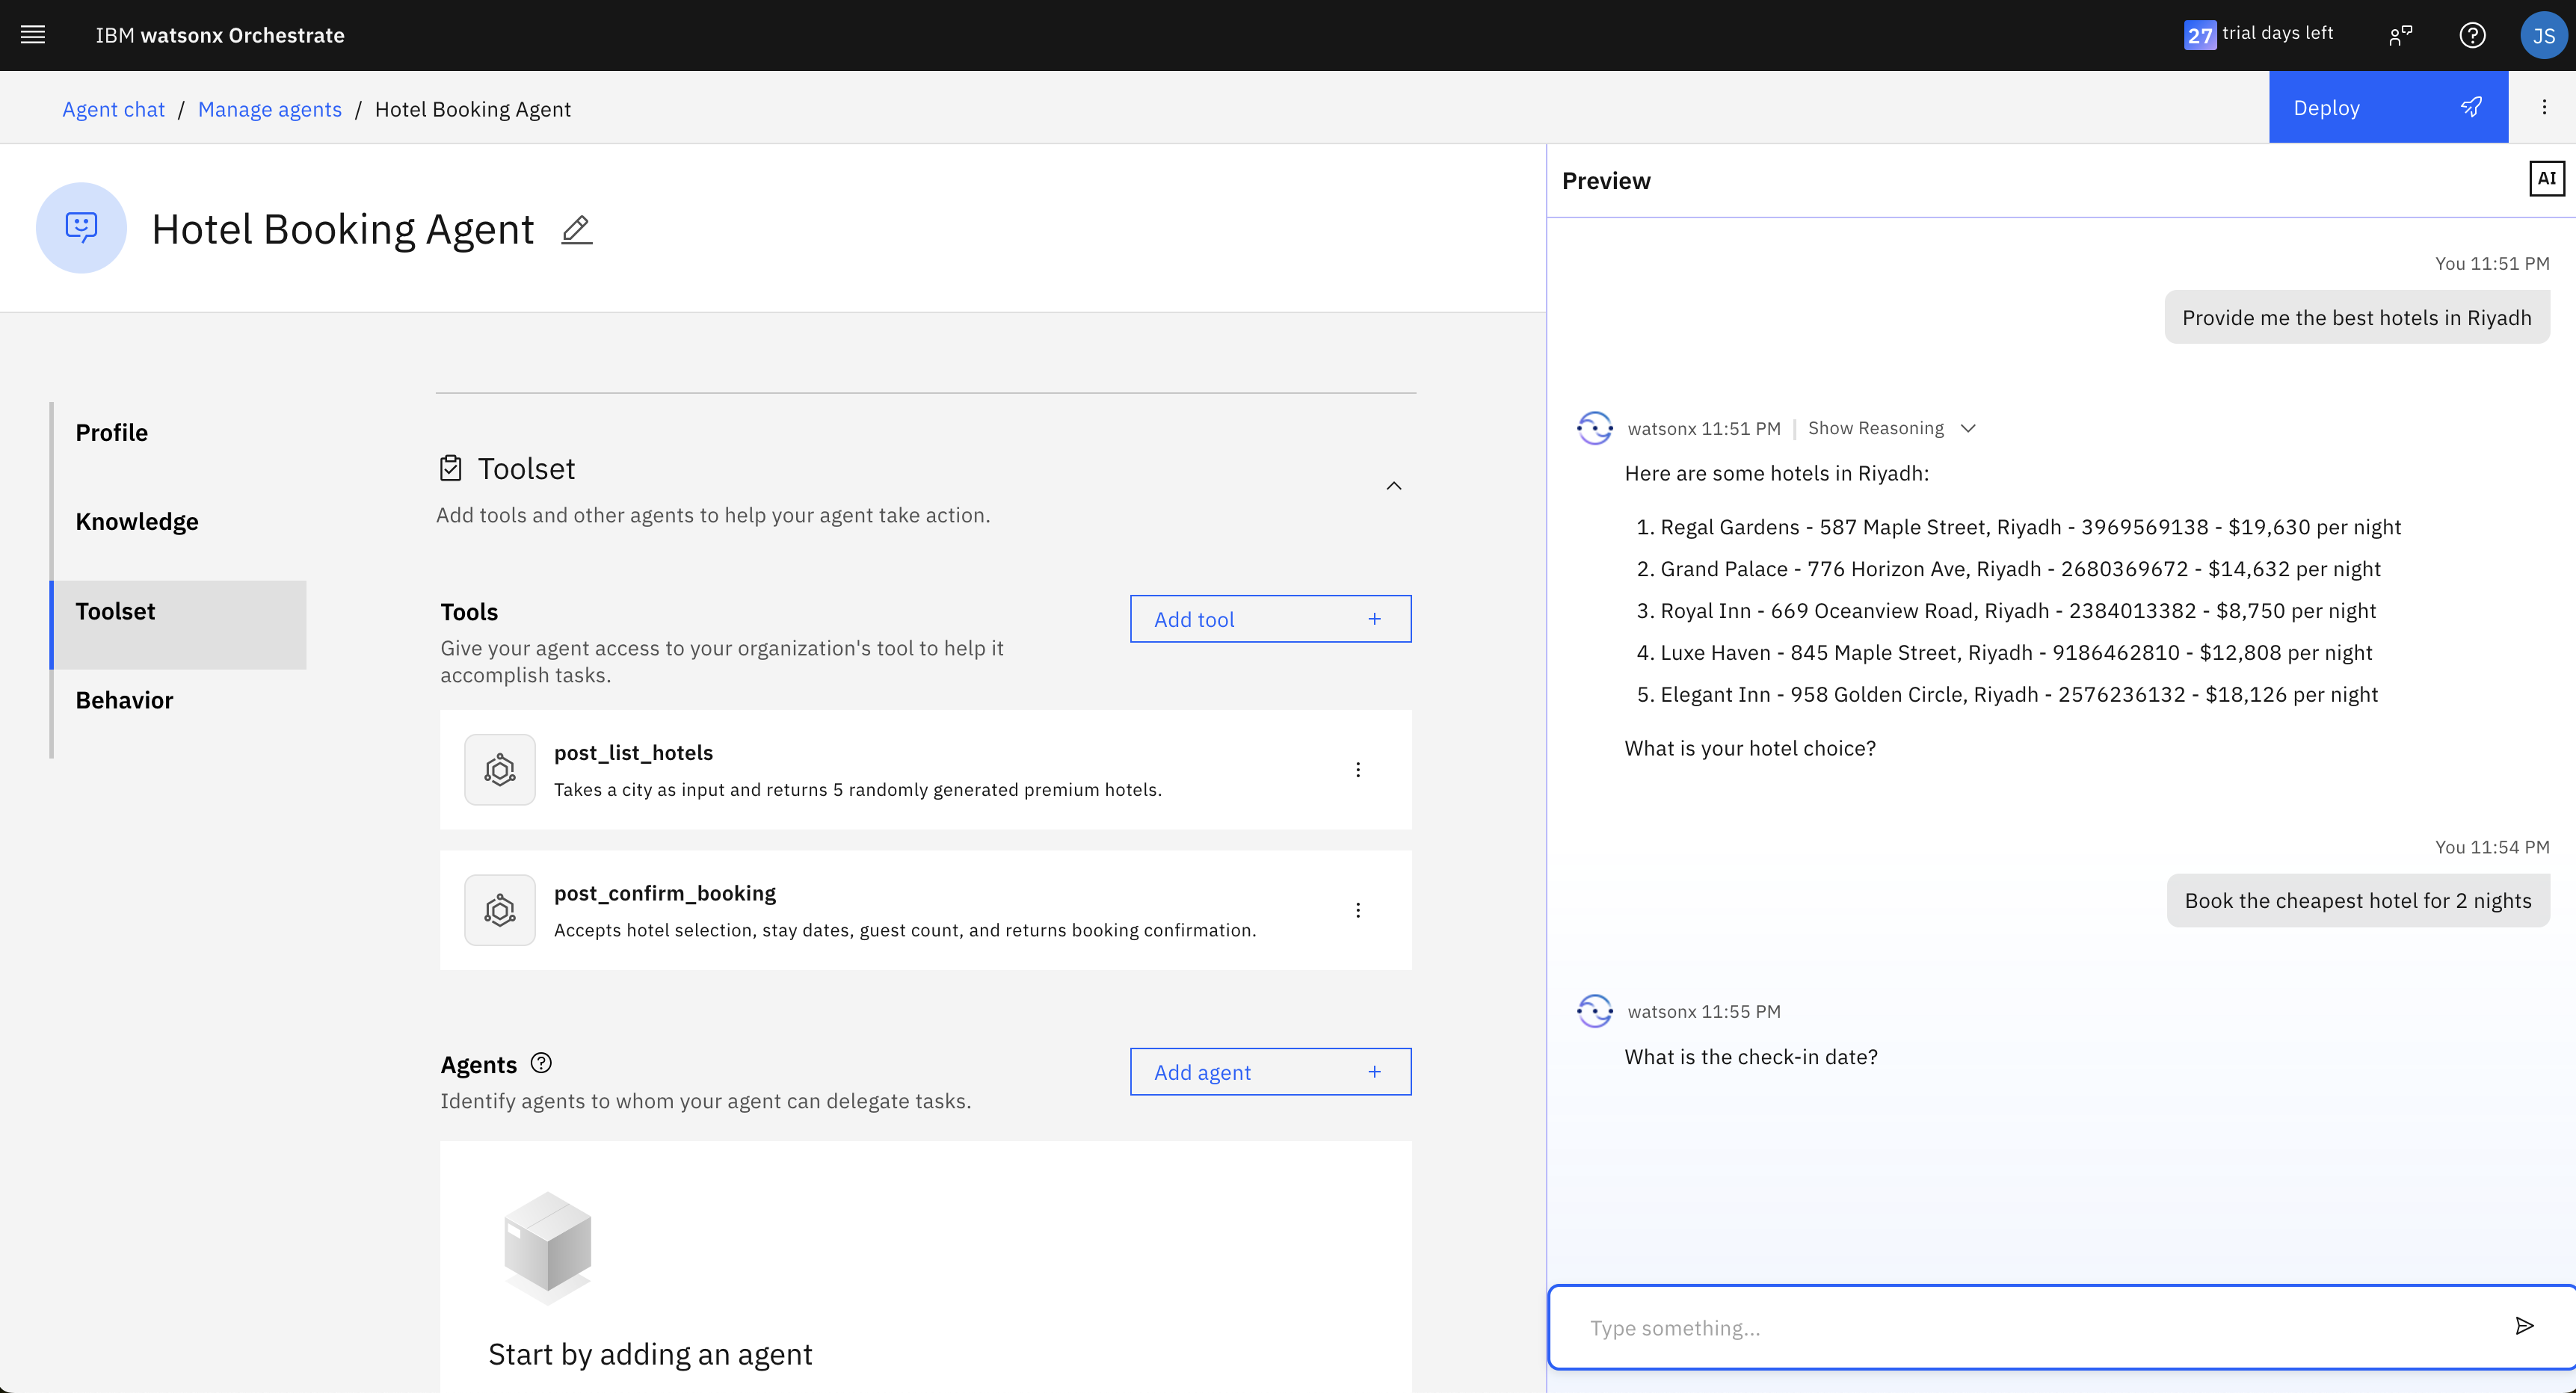 IBM watsonx Orchestrate
27 trial days left
JS
Agent chat / Manage agents / Hotel Booking Agent
Deploy
Hotel Booking Agent
Profile
Knowledge
Toolset
Behavior
Toolset
Add tools and other agents to help your agent take action.
Tools
Add tool +
Give your agent access to your organization's tool to help it
accomplish tasks.
post_list_hotels
Takes a city as input and returns 5 randomly generated premium hotels.
post_confirm_booking
Accepts hotel selection, stay dates, guest count, and returns booking confirmation.
Agents
Add agent +
Identify agents to whom your agent can delegate tasks.
Start by adding an agent
Preview
AI
You 11:51 PM
Provide me the best hotels in Riyadh
watsonx 11:51 PM | Show Reasoning
Here are some hotels in Riyadh:
1. Regal Gardens - 587 Maple Street, Riyadh - 3969569138 - $19,630 per night
2. Grand Palace - 776 Horizon Ave, Riyadh - 2680369672 - $14,632 per night
3. Royal Inn - 669 Oceanview Road, Riyadh - 2384013382 - $8,750 per night
4. Luxe Haven - 845 Maple Street, Riyadh - 9186462810 - $12,808 per night
5. Elegant Inn - 958 Golden Circle, Riyadh - 2576236132 - $18,126 per night
What is your hotel choice?
You 11:54 PM
Book the cheapest hotel for 2 nights
watsonx 11:55 PM
What is the check-in date?
Type something...